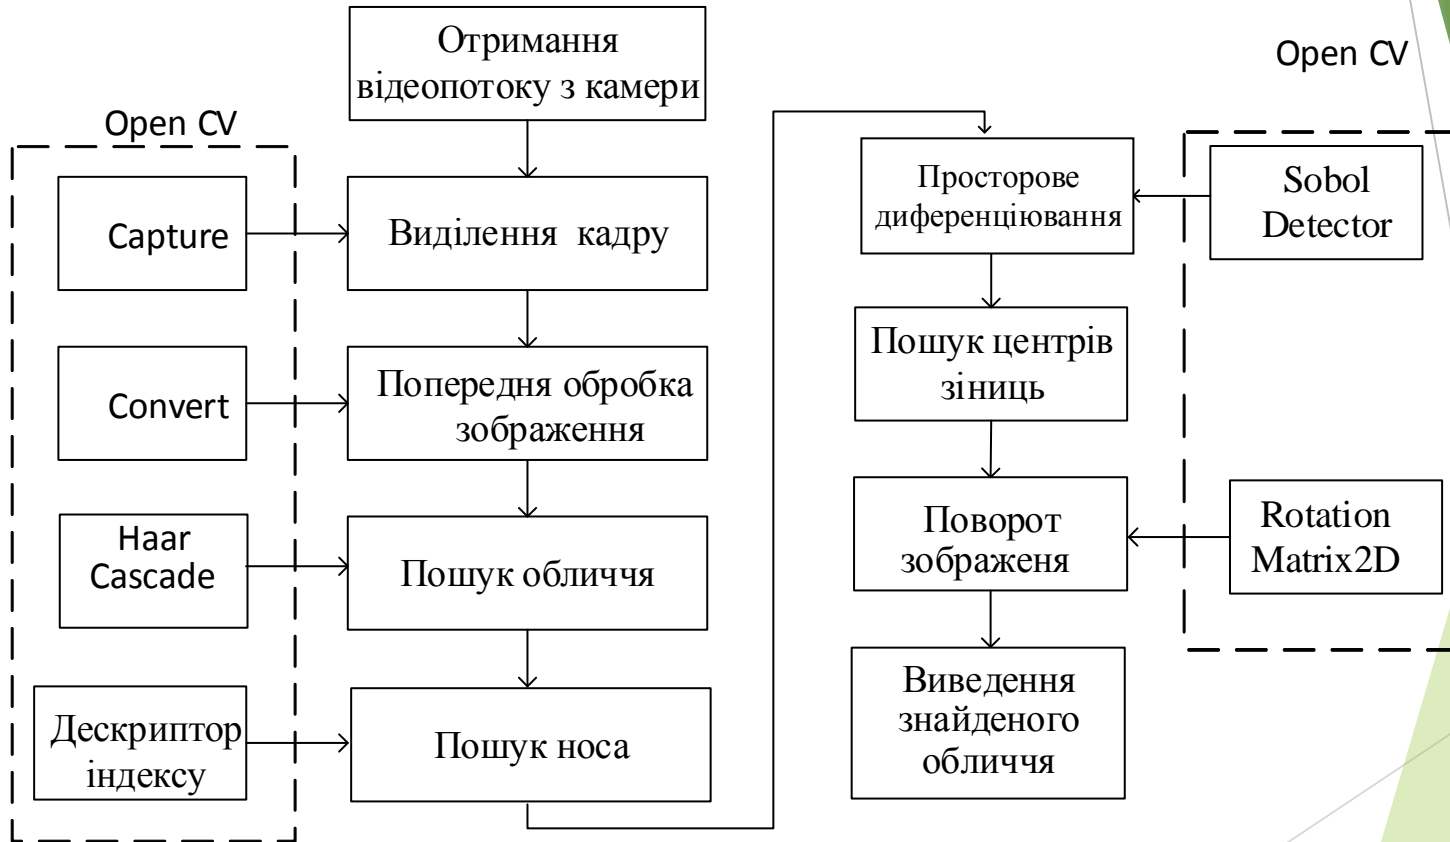 Отримання
відеопотоку з камери
Open CV
Capture
Виділення кадру
Convert
Попередня обробка
зображення
Haar
Cascade
Пошук обличчя
Дескриптор
індексу
Пошук носа
Open CV
Просторове
диференціювання
Sobol
Detector
Пошук центрів
зіниць
Поворот
зображеня
Rotation
Matrix2D
Виведення
знайденого
обличчя